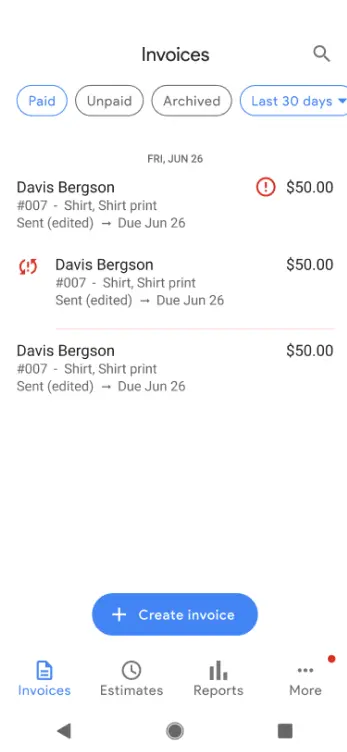 Invoices
Paid
Unpaid
Archived
Last 30 days
FRI, JUN 26
Davis Bergson $50.00
#007 - Shirt, Shirt print
Sent (edited) → Due Jun 26
Davis Bergson $50.00
#007 - Shirt, Shirt print
Sent (edited) → Due Jun 26
Davis Bergson $50.00
#007 - Shirt, Shirt print
Sent (edited) → Due Jun 26
+ Create invoice
Invoices
Estimates
Reports
More